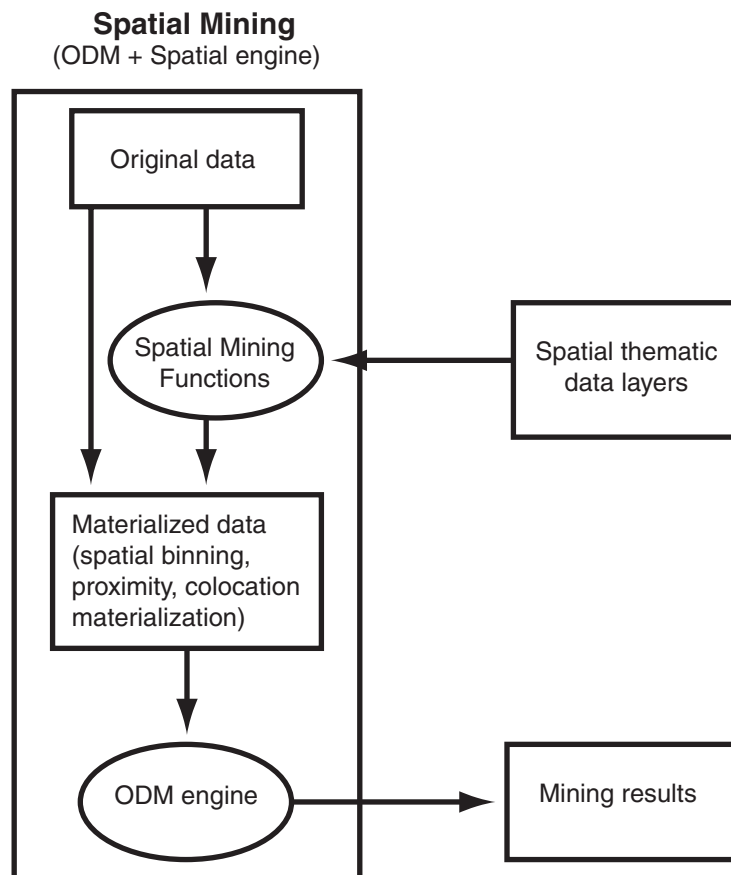 Spatial Mining
(ODM + Spatial engine)
Original data
Spatial Mining
Functions
Spatial thematic
data layers
Materialized data
(spatial binning,
proximity, colocation
materialization)
ODM engine
Mining results